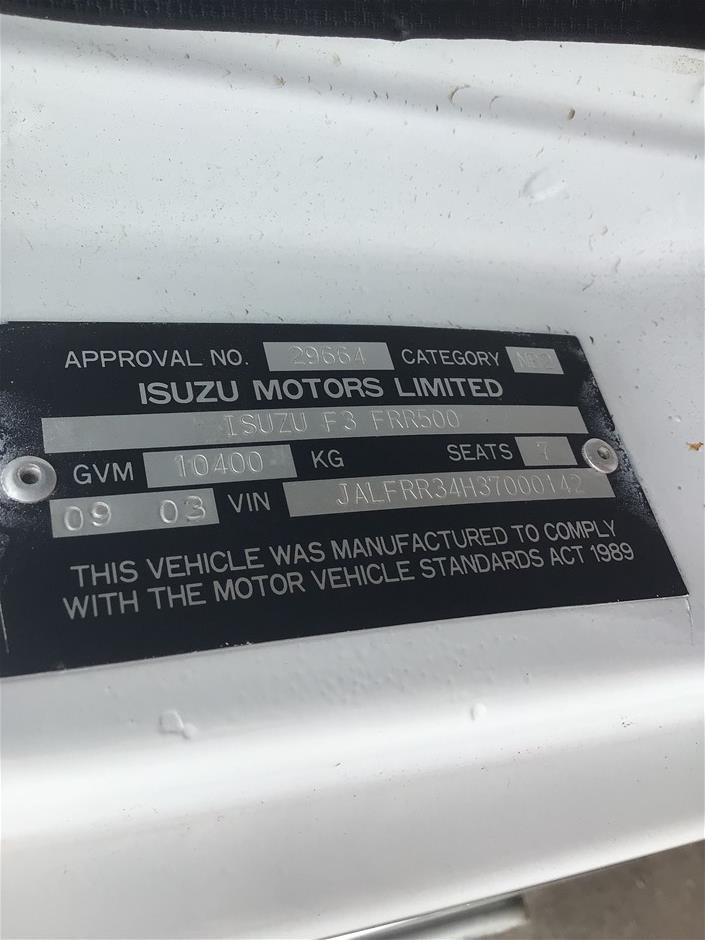 APPROVAL NO. 29664 CATEGORY NB2
ISUZU MOTORS LIMITED
ISUZU F3 FRR500
GVM 10400 KG SEATS 7
09 03 VIN JALFRR34H37000142
THIS VEHICLE WAS MANUFACTURED TO COMPLY
WITH THE MOTOR VEHICLE STANDARDS ACT 1989